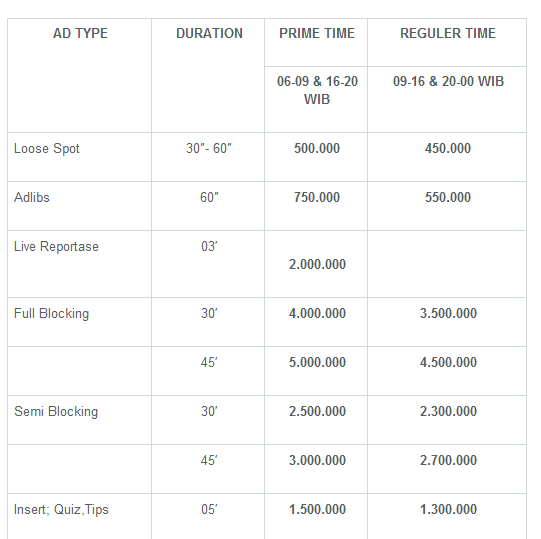 AD TYPE DURATION PRIME TIME REGULER TIME
06-09 & 16-20 09-16 & 20-00 WIB
WIB
Loose Spot 30″- 60″ 500.000 450.000
Adlibs 60″ 750.000 550.000
Live Reportase 03′
2.000.000
Full Blocking 30′ 4.000.000 3.500.000
45′ 5.000.000 4.500.000
Semi Blocking 30′ 2.500.000 2.300.000
45′ 3.000.000 2.700.000
Insert; Quiz,Tips 05′ 1.500.000 1.300.000